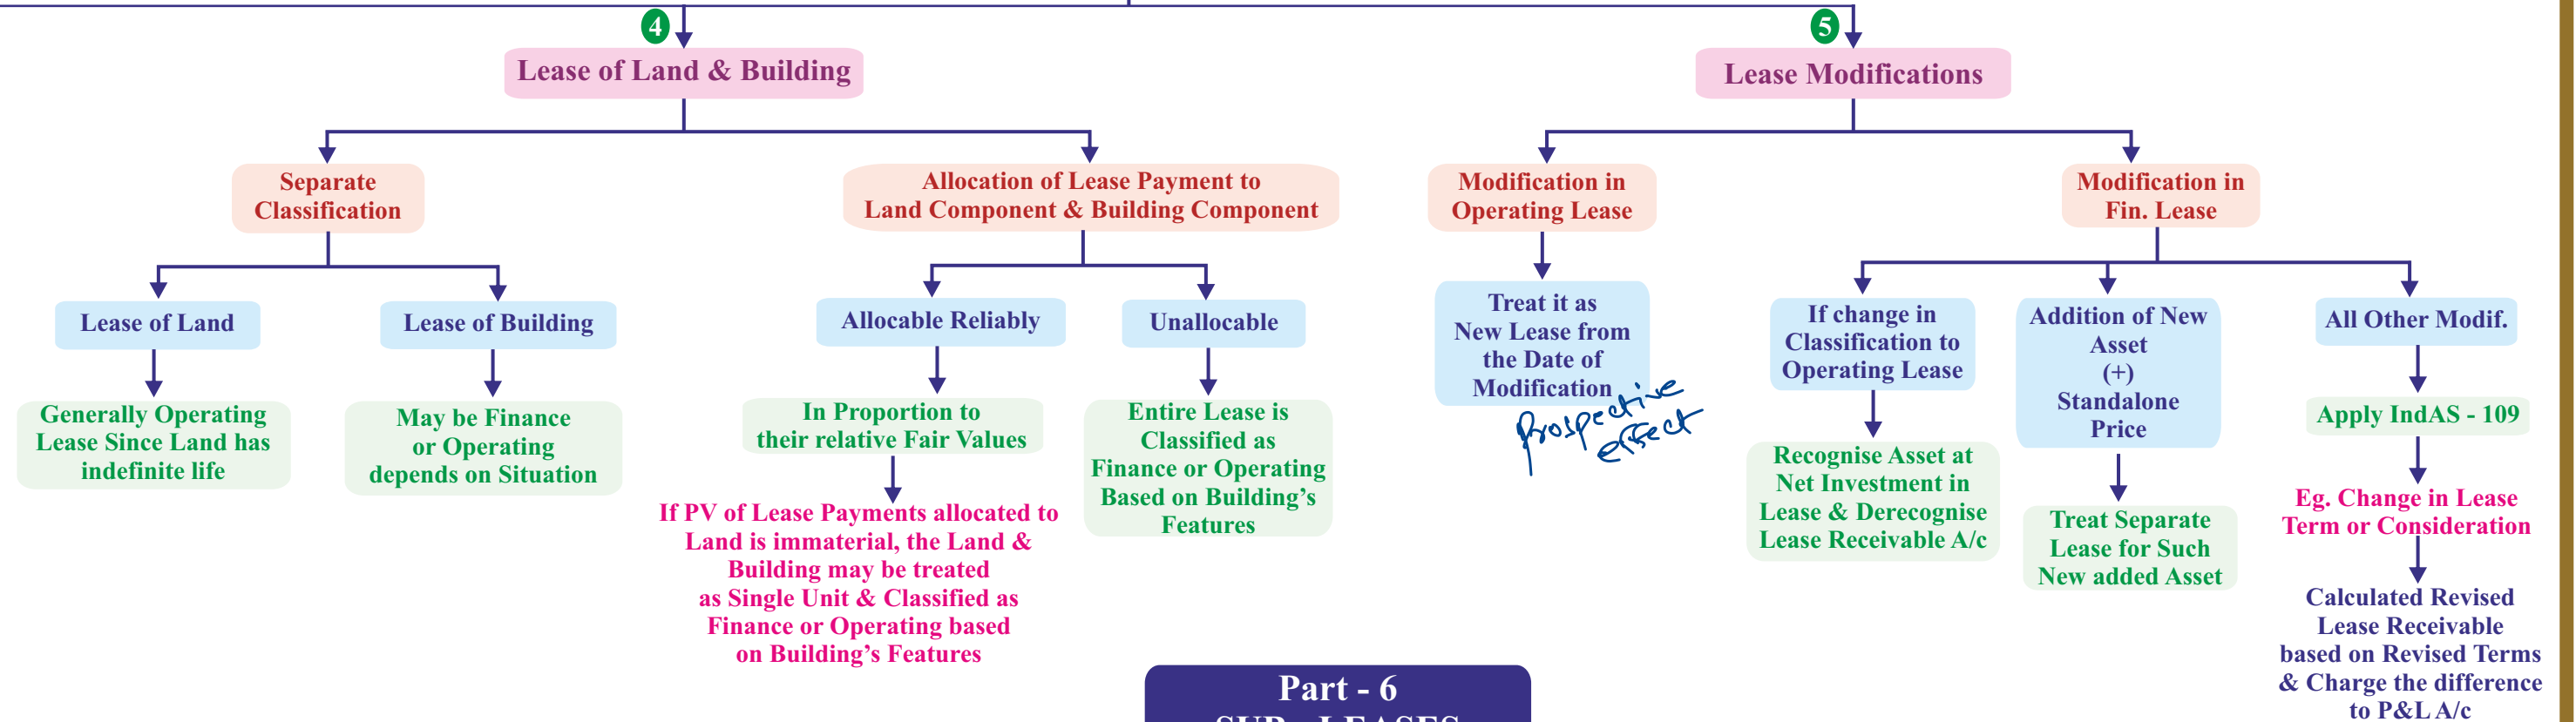 4
Lease of Land & Building
Separate
Classification
Lease of Land
Generally Operating
Lease Since Land has
indefinite life
Lease of Building
May be Finance
or Operating
depends on Situation
Allocation of Lease Payment to
Land Component & Building Component
Allocable Reliably
In Proportion to
their relative Fair Values
If PV of Lease Payments allocated to
Land is immaterial, the Land &
Building may be treated
as Single Unit & Classified as
Finance or Operating based
on Building's Features
Unallocable
Entire Lease is
Classified as
Finance or Operating
Based on Building's
Features
5
Lease Modifications
Modification in
Operating Lease
Treat it as
New Lease from
the Date of
Modification
Prospective
effect
Modification in
Fin. Lease
If change in
Classification to
Operating Lease
Recognise Asset at
Net Investment in
Lease & Derecognise
Lease Receivable A/c
Addition of New
Asset
(+)
Standalone
Price
Treat Separate
Lease for Such
New added Asset
All Other Modif.
Apply IndAS - 109
Eg. Change in Lease
Term or Consideration
Calculated Revised
Lease Receivable
based on Revised Terms
& Charge the difference
to P&L A/c
Part - 6
SUB - LEASES